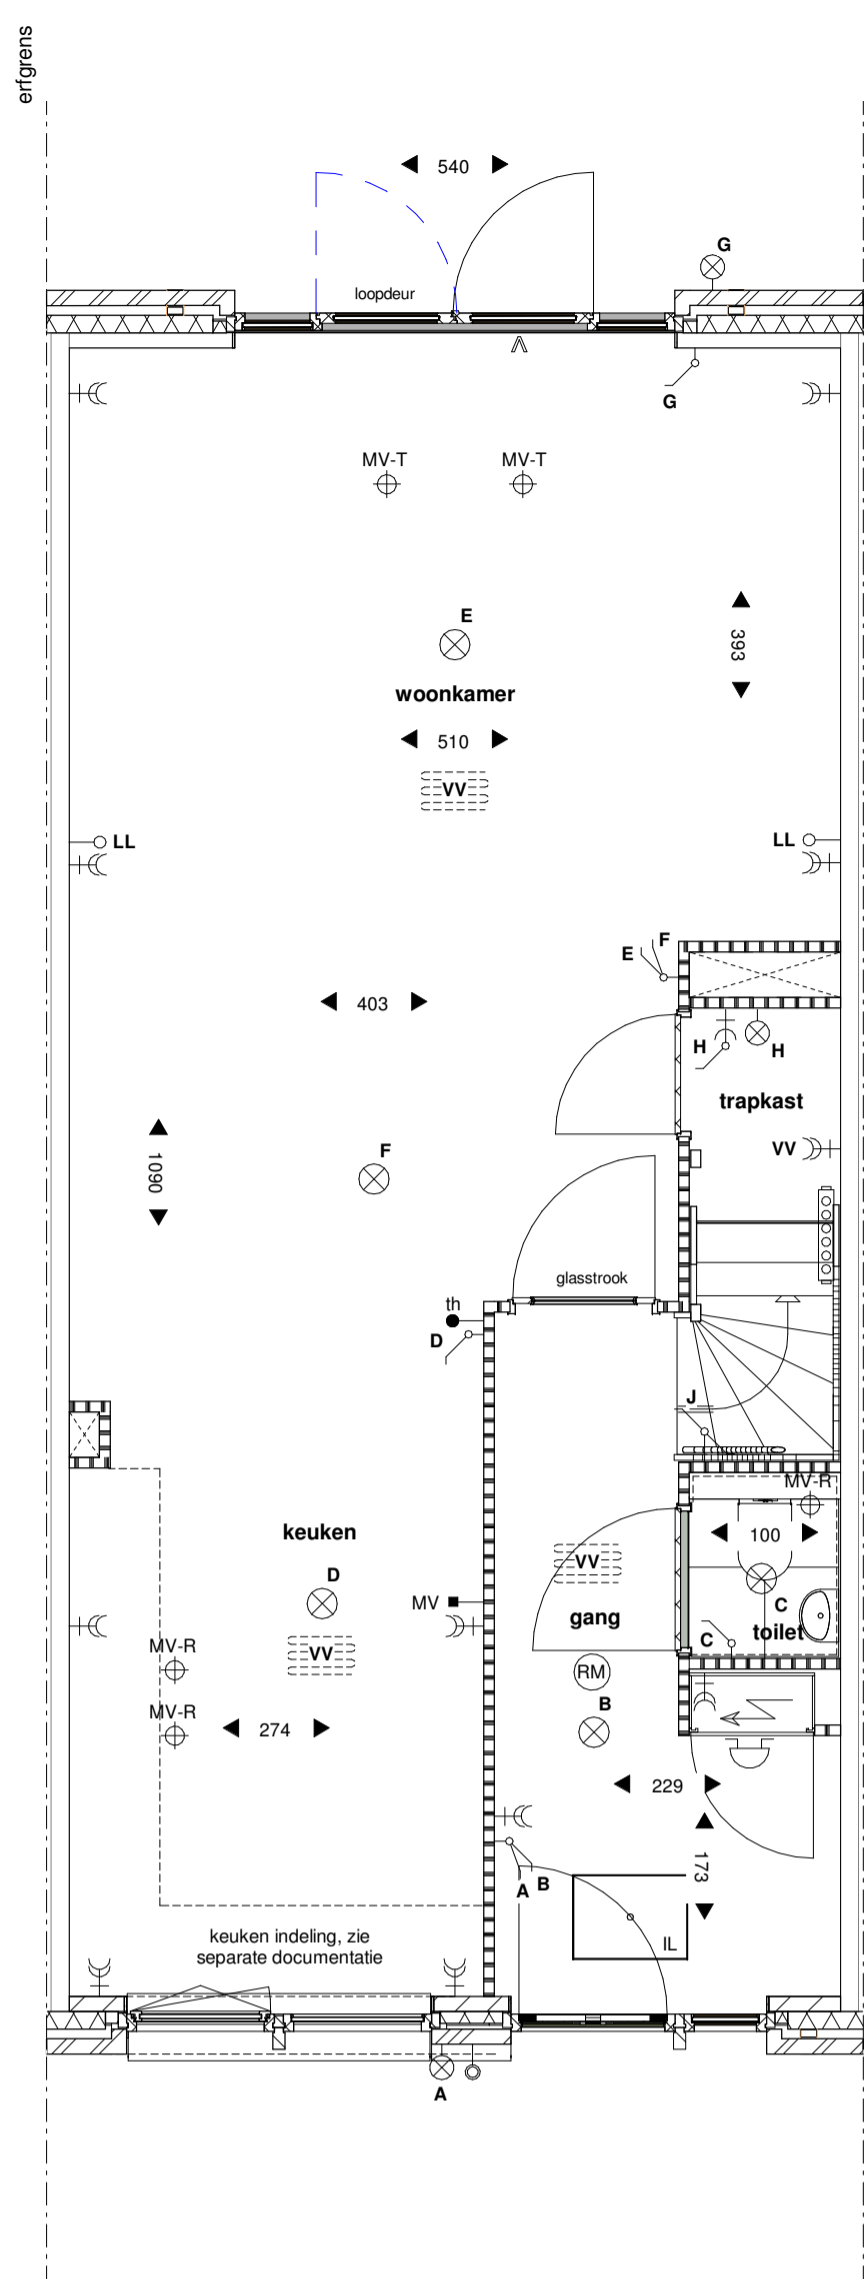 erfgrens
540
G
loopdeur
G
MV-T
MV-T
E
393
woonkamer
510
VV
LL
LL
F
E
403
H
H
trapkast
1090
VV
F
glasstrook
th
D
J
MV-R
keuken
100
VV
D
MV
C
gang
toilet
C
MV-R
VV
RM
B
MV-R
274
229
173
A
B
keuken indeling, zie
separate documentatie
IL
A